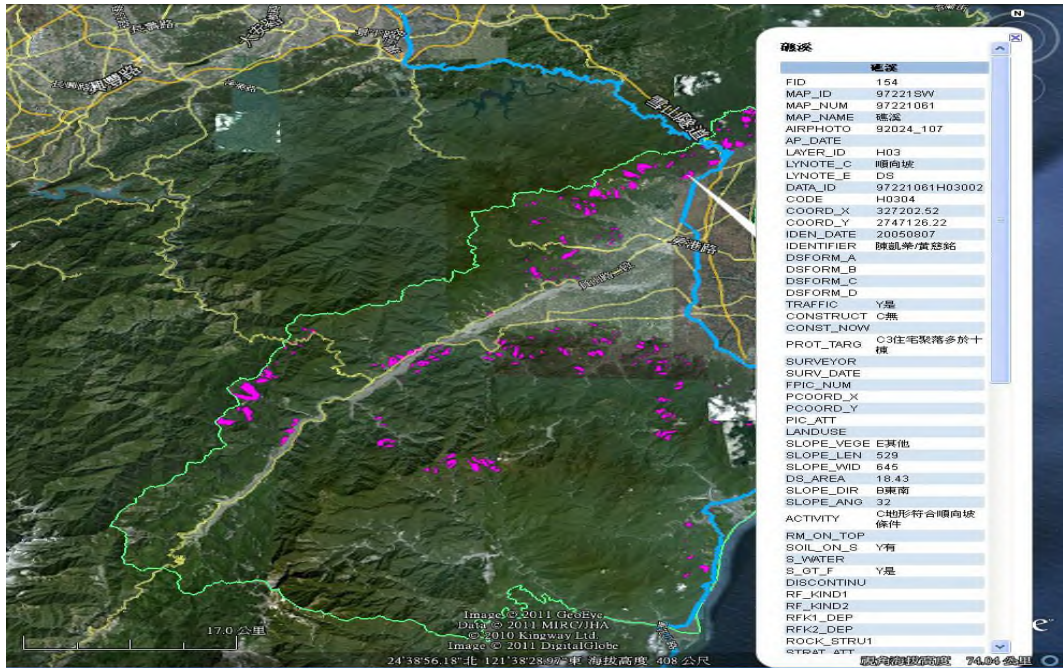 雪山隧道
礁溪
礁溪
FID 154
MAP_ID 97221SW
MAP_NUM 97221061
MAP_NAME 礁溪
AIRPHOTO 92024_107
AP_DATE
LAYER_ID H03
LYNOTE_C 順向坡
LYNOTE_E DS
DATA_ID 97221061H03002
CODE H0304
COORD_X 327202.52
COORD_Y 2747126.22
IDEN_DATE 20050807
IDENTIFIER 陳凱榮/黃慈銘
DSFORM_A
DSFORM_B
DSFORM_C
DSFORM_D
TRAFFIC Y是
CONSTRUCT C無
CONST_NOW
PROT_TARG C3住宅聚落多於十
棟
SURVEYOR
SURV_DATE
FPIC_NUM
PCOORD_X
PCOORD_Y
PIC_ATT
LANDUSE
SLOPE_VEGE E其他
SLOPE_LEN 529
SLOPE_WID 645
DS_AREA 18.43
SLOPE_DIR B東南
SLOPE_ANG 32
ACTIVITY C地形符合順向坡
條件
RM_ON_TOP
SOIL_ON_S Y有
S_WATER
S_GT_F Y是
DISCONTINU
RF_KIND1
RF_KIND2
RFK1_DEP
RFK2_DEP
ROCK_STRU1
STRAT_ATT
N
Image © 2011 GeoEye
Data © 2011 MIRC/JHA
© 2010 Kingway Ltd.
Image © 2011 DigitalGlobe
17.0 公里
24°38'56.18"北 121°38'28.97"東 海拔高度 408 公尺
視角海拔高度 74.04 公里